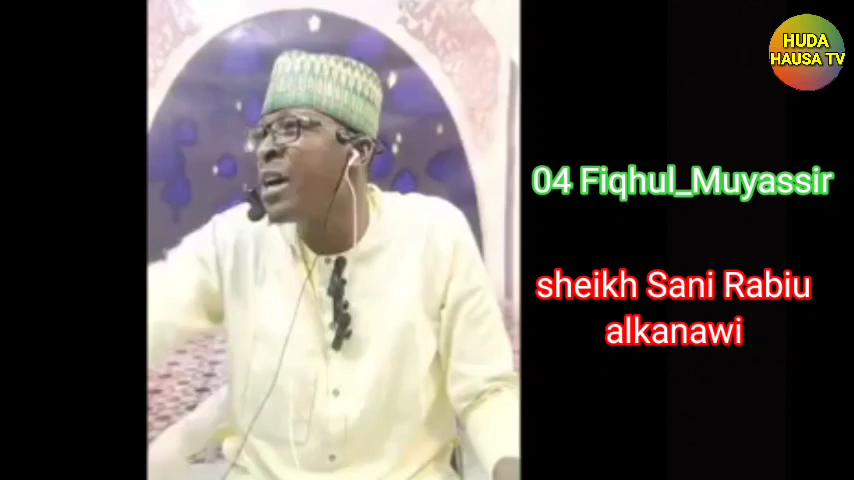 HUDA
HAUSA TV
04 Fiqhul_Muyassir
sheikh Sani Rabiu
alkanawi